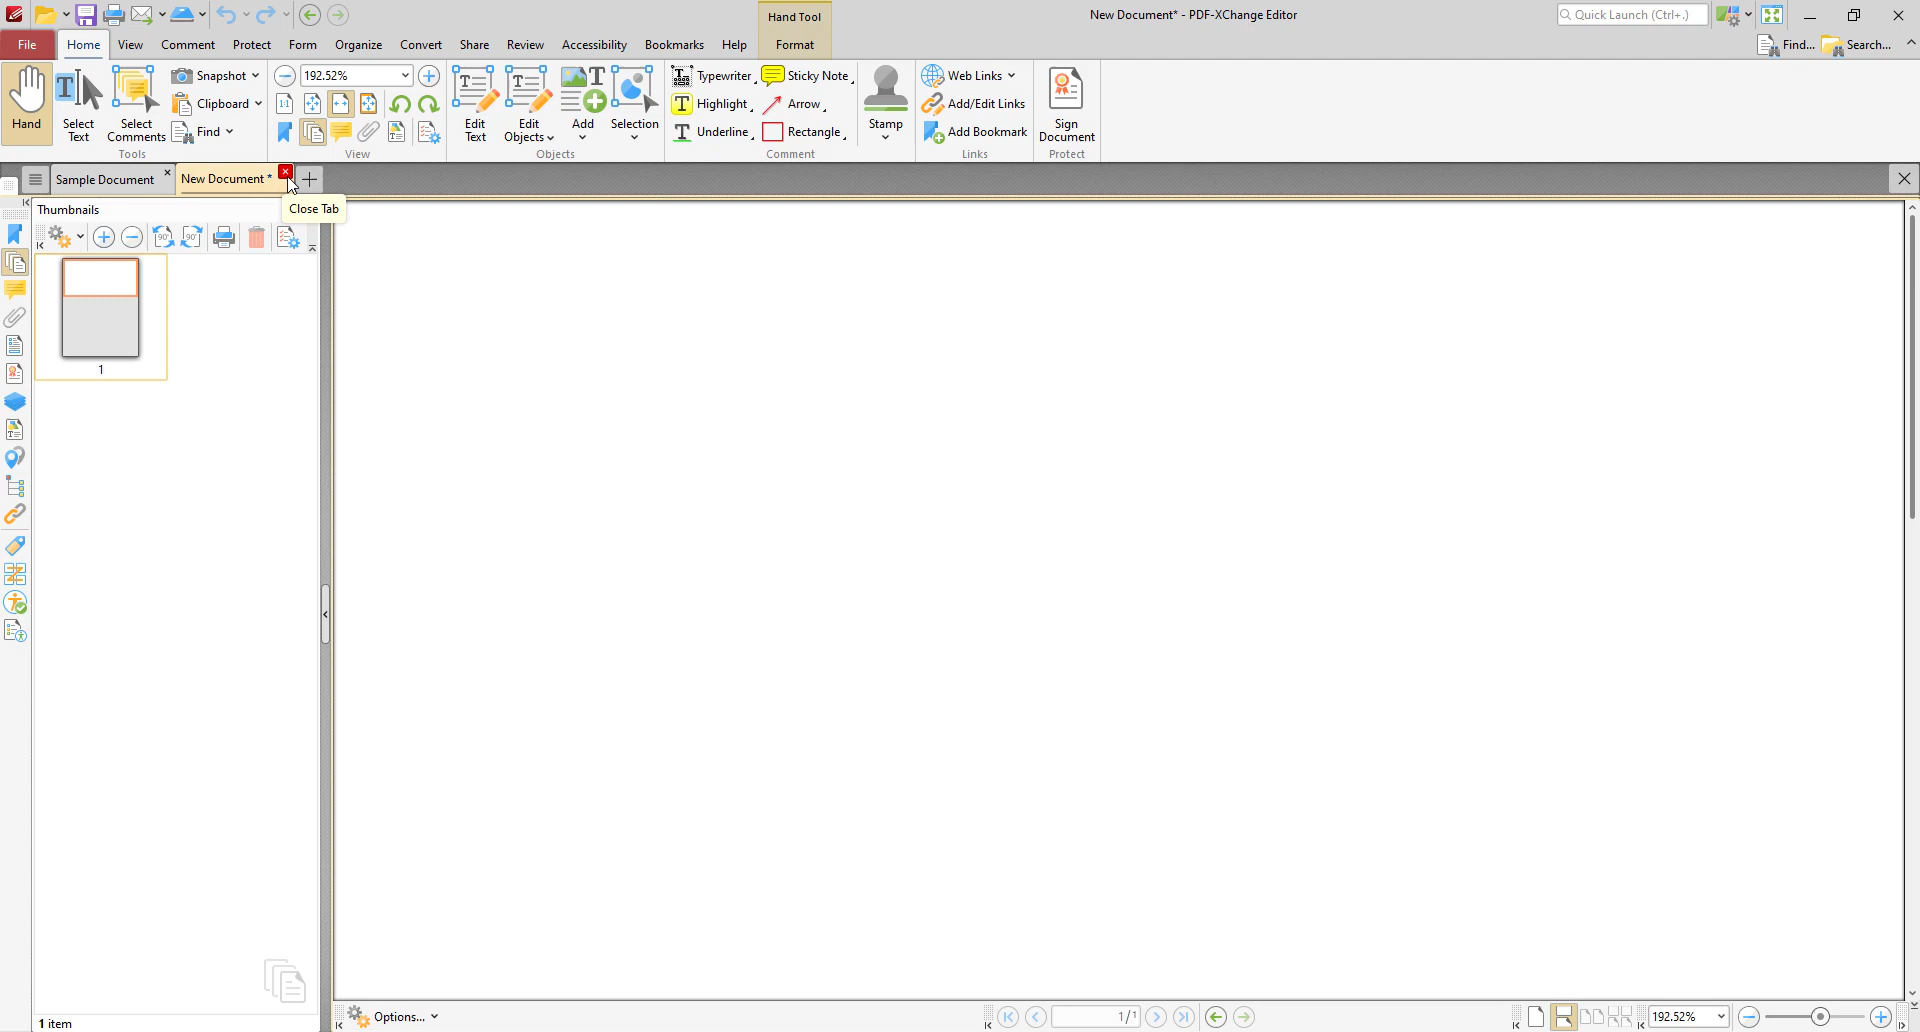 New Document* - PDF-XChange Editor
Hand Tool
Quick Launch (Ctrl+.)
File Home View Comment Protect Form Organize Convert Share Review Accessibility Bookmarks Help Format
Find... Search...
Hand
Select Text
Select Comments
Snapshot
Clipboard
Find
Tools
192.52%
1:1
View
Edit Text
Edit Objects
Add
Selection
Objects
Typewriter
Highlight
Underline
Sticky Note
Arrow
Rectangle
Stamp
Comment
Web Links
Add/Edit Links
Add Bookmark
Links
Sign Document
Protect
Sample Document
New Document *
Close Tab
Thumbnails
90° 90°
1
1 item
Options...
1/1
192.52%